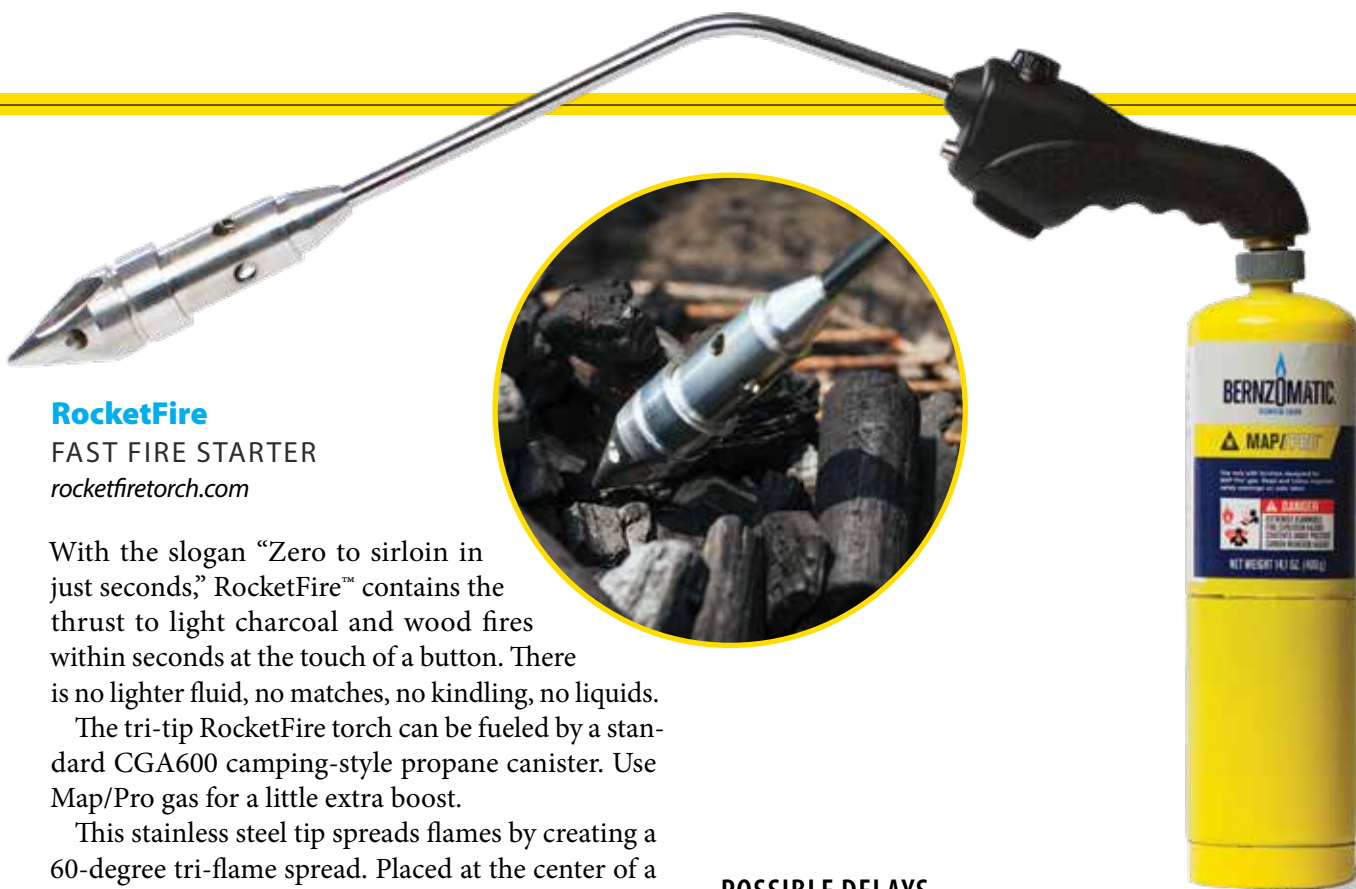 RocketFire
FAST FIRE STARTER
rocketfiretorch.com
With the slogan “Zero to sirloin in
just seconds,” RocketFire™ contains the
thrust to light charcoal and wood fires
within seconds at the touch of a button. There
is no lighter fluid, no matches, no kindling, no liquids.
The tri-tip RocketFire torch can be fueled by a stan-
dard CGA600 camping-style propane canister. Use
Map/Pro gas for a little extra boost.
This stainless steel tip spreads flames by creating a
60-degree tri-flame spread. Placed at the center of a
POSSIBLE DELAYS
BERNZOMATIC
MAP/PRO
DANGER
NET WEIGHT 14.1 OZ. (400g)